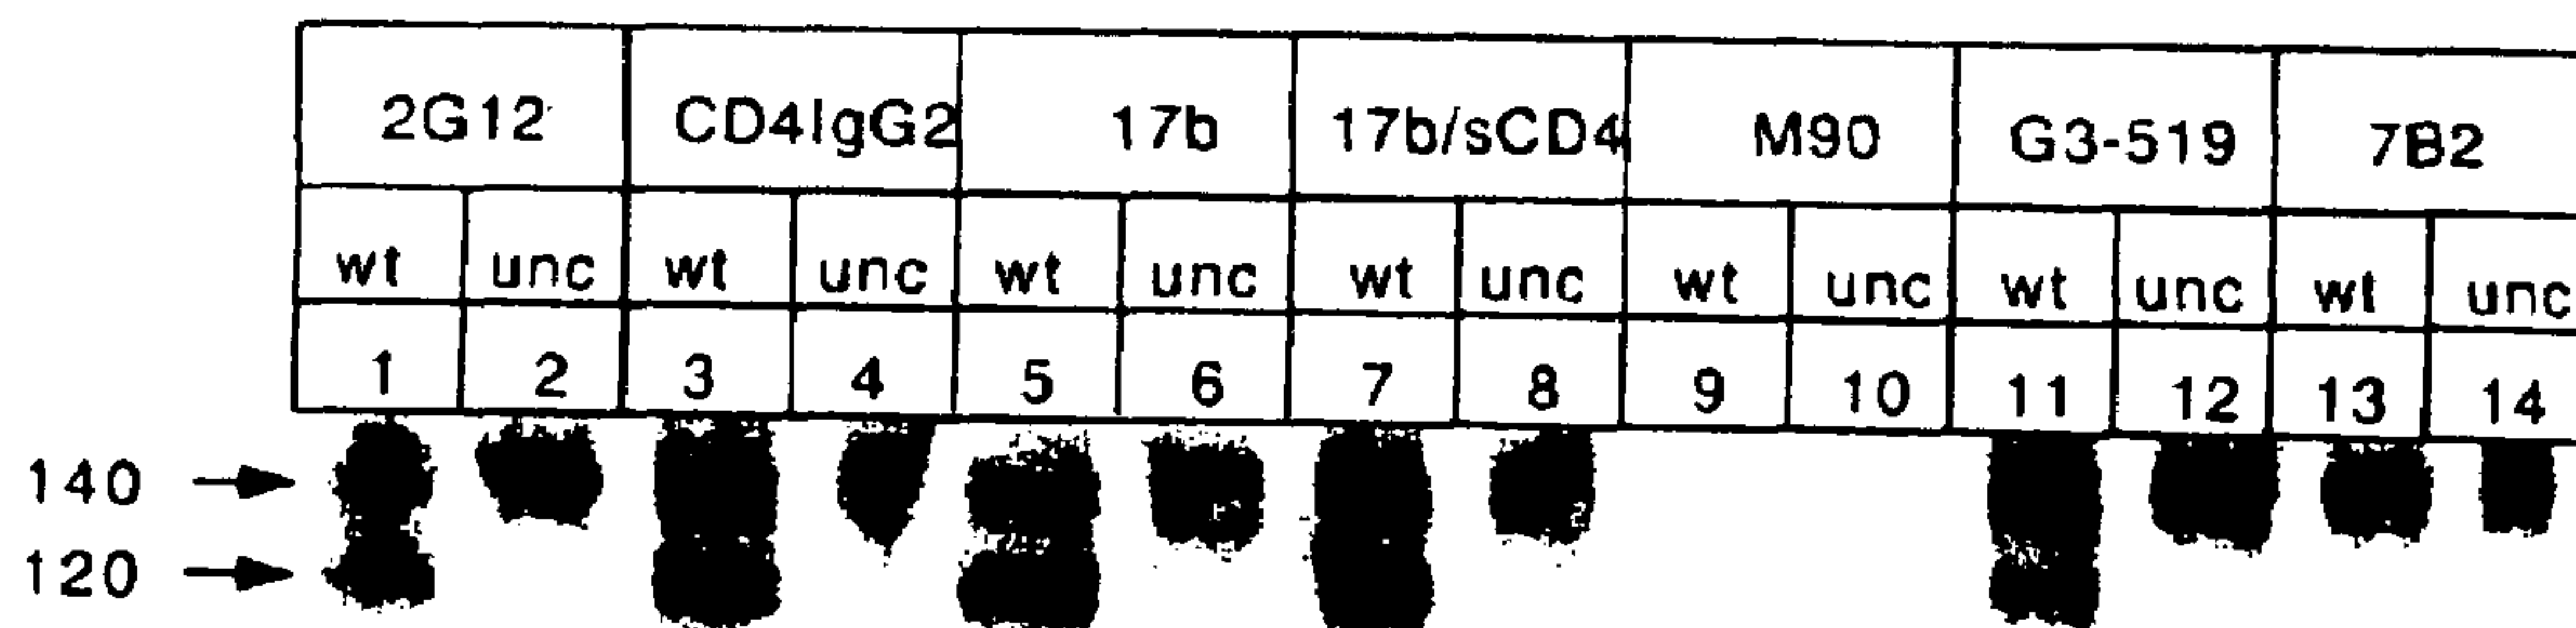 2G12 CD4IgG2 17b 17b/sCD4 M90 G3-519 7B2
wt unc wt unc wt unc wt unc wt unc wt unc wt unc
1 2 3 4 5 6 7 8 9 10 11 12 13 14
140
120